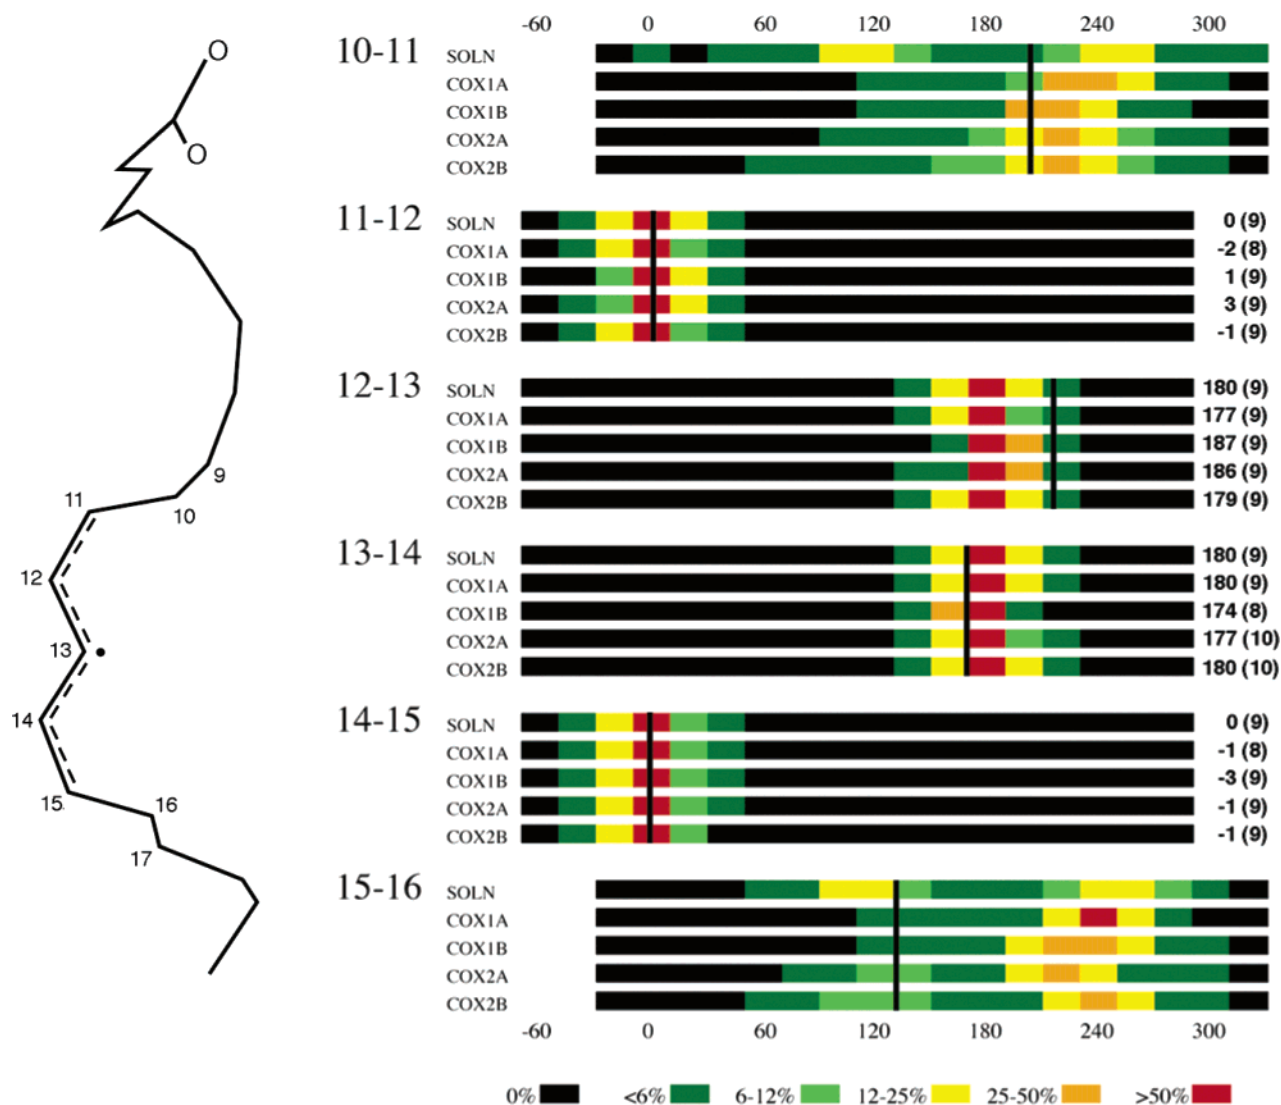 -60 0 60 120 180 240 300
O
O
9
10
11
12
13
14
15
16
17
10-11
SOLN
COX1A
COX1B
COX2A
COX2B
11-12
SOLN 0 (9)
COX1A -2 (8)
COX1B 1 (9)
COX2A 3 (9)
COX2B -1 (9)
12-13
SOLN 180 (9)
COX1A 177 (9)
COX1B 187 (9)
COX2A 186 (9)
COX2B 179 (9)
13-14
SOLN 180 (9)
COX1A 180 (9)
COX1B 174 (8)
COX2A 177 (10)
COX2B 180 (10)
14-15
SOLN 0 (9)
COX1A -1 (8)
COX1B -3 (9)
COX2A -1 (9)
COX2B -1 (9)
15-16
SOLN
COX1A
COX1B
COX2A
COX2B
-60 0 60 120 180 240 300
0% <6% 6-12% 12-25% 25-50% >50%